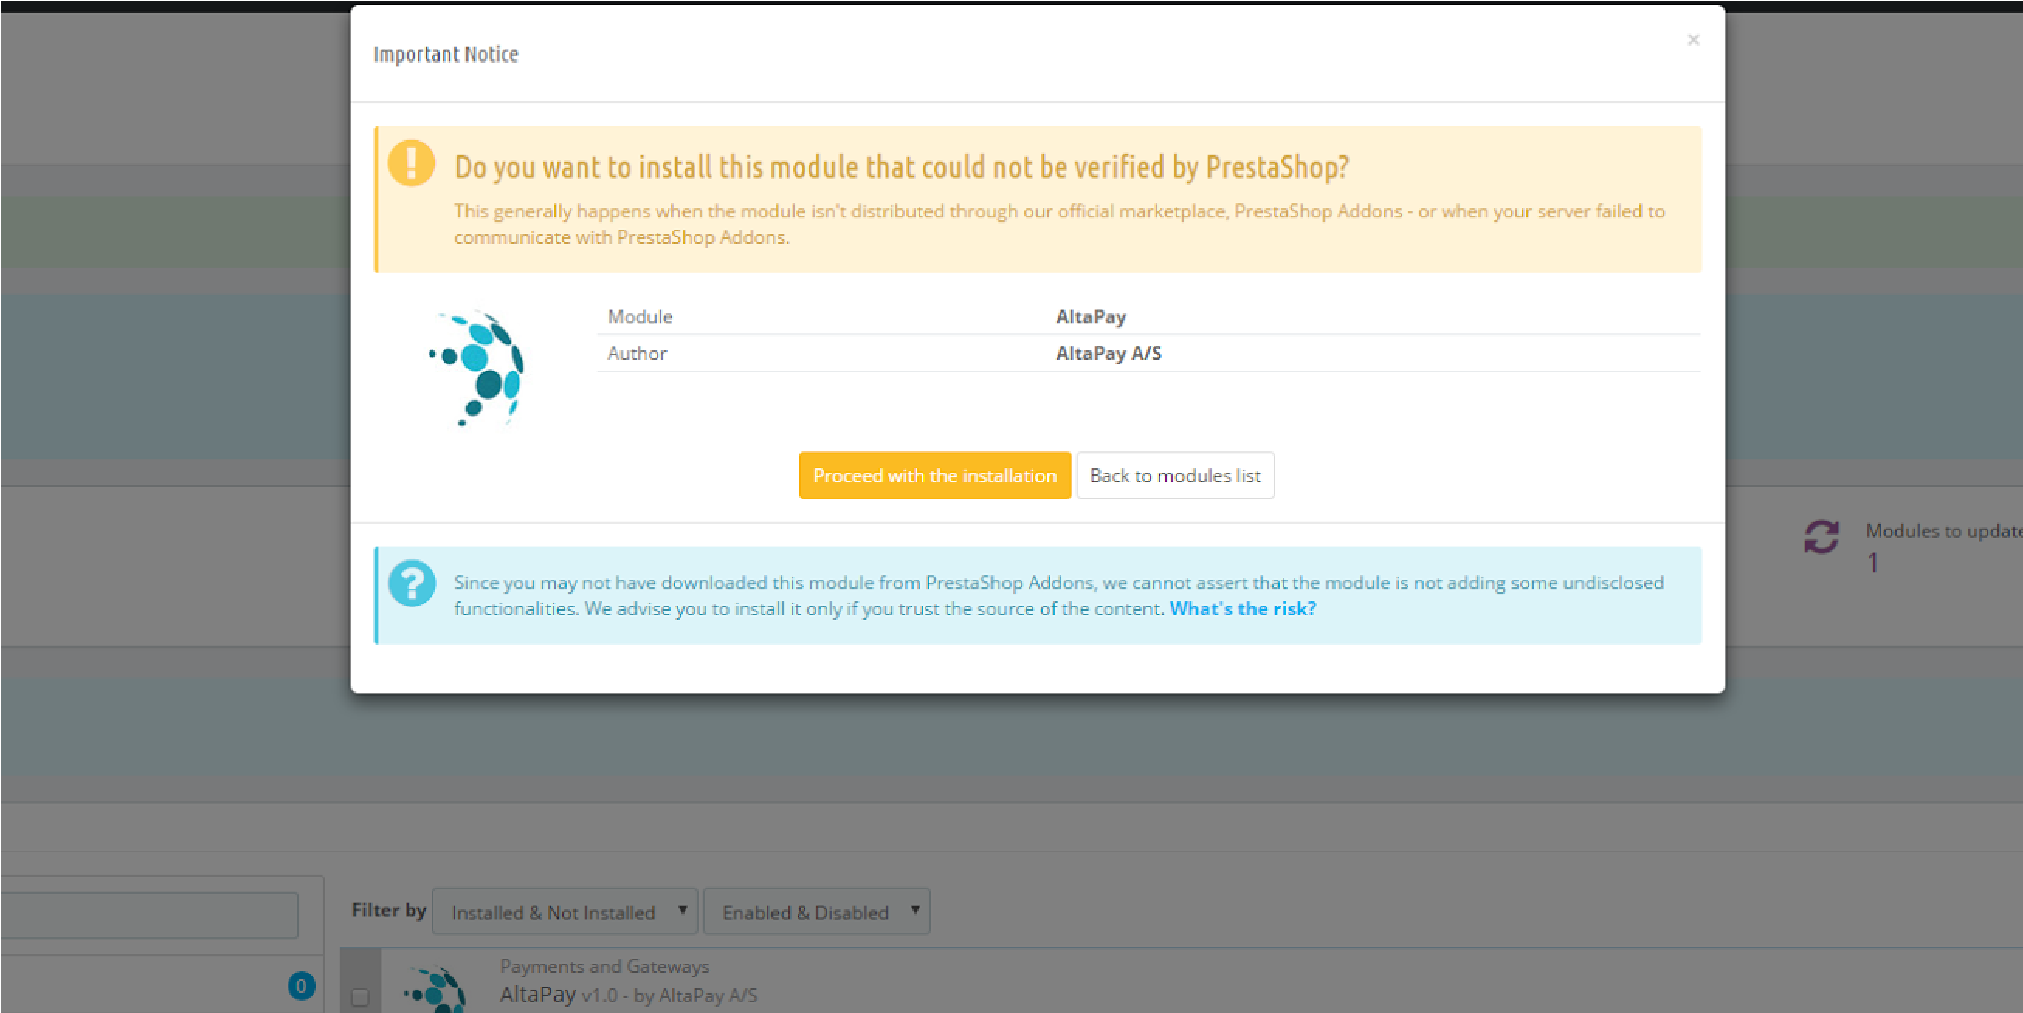 Important Notice
×
Do you want to install this module that could not be verified by PrestaShop?
This generally happens when the module isn't distributed through our official marketplace, PrestaShop Addons - or when your server failed to
communicate with PrestaShop Addons.
Module AltaPay
Author AltaPay A/S
Proceed with the installation Back to modules list
Since you may not have downloaded this module from PrestaShop Addons, we cannot assert that the module is not adding some undisclosed
functionalities. We advise you to install it only if you trust the source of the content. What's the risk?
Modules to update
1
Filter by Installed & Not Installed Enabled & Disabled
0
Payments and Gateways
AltaPay v1.0 - by AltaPay A/S